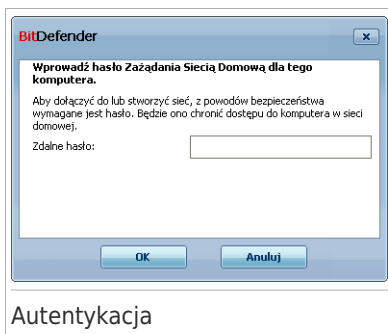 BitDefender
Wprowadź hasło Zażądania Siecią Domową dla tego
komputera.
Aby dołączyć do lub stworzyć sieć, z powodów bezpieczeństwa
wymagane jest hasło. Będzie ono chronić dostępu do komputera w sieci
domowej.
Zdalne hasło:
OK Anuluj
Autentykacja